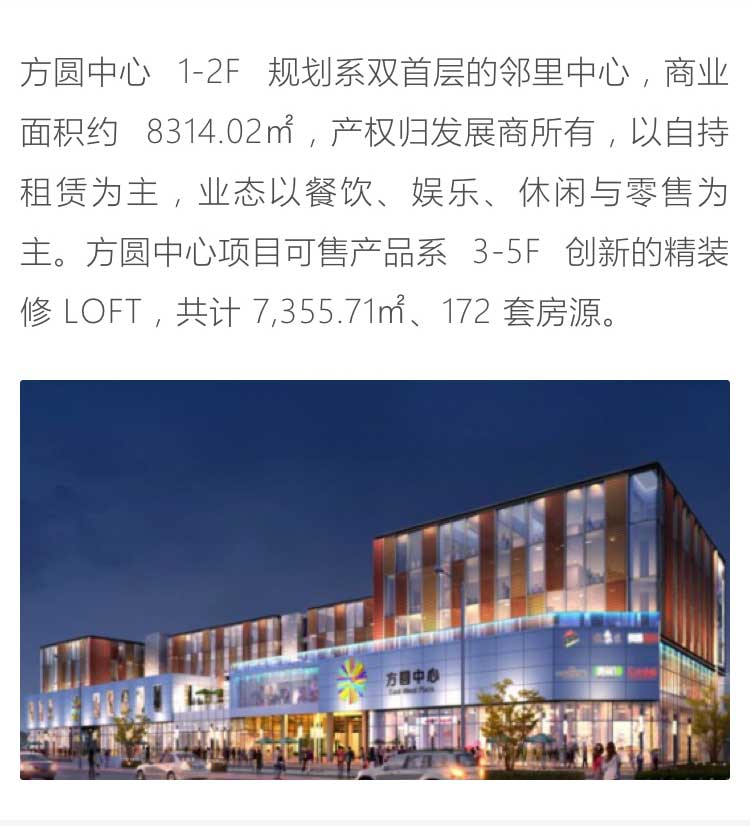 方圆中心 1-2F 规划系双首层的邻里中心，商业
面积约 8314.02㎡，产权归发展商所有，以自持
租赁为主，业态以餐饮、娱乐、休闲与零售为
主。方圆中心项目可售产品系 3-5F 创新的精装
修 LOFT，共计 7,355.71㎡、172 套房源。
方圆中心